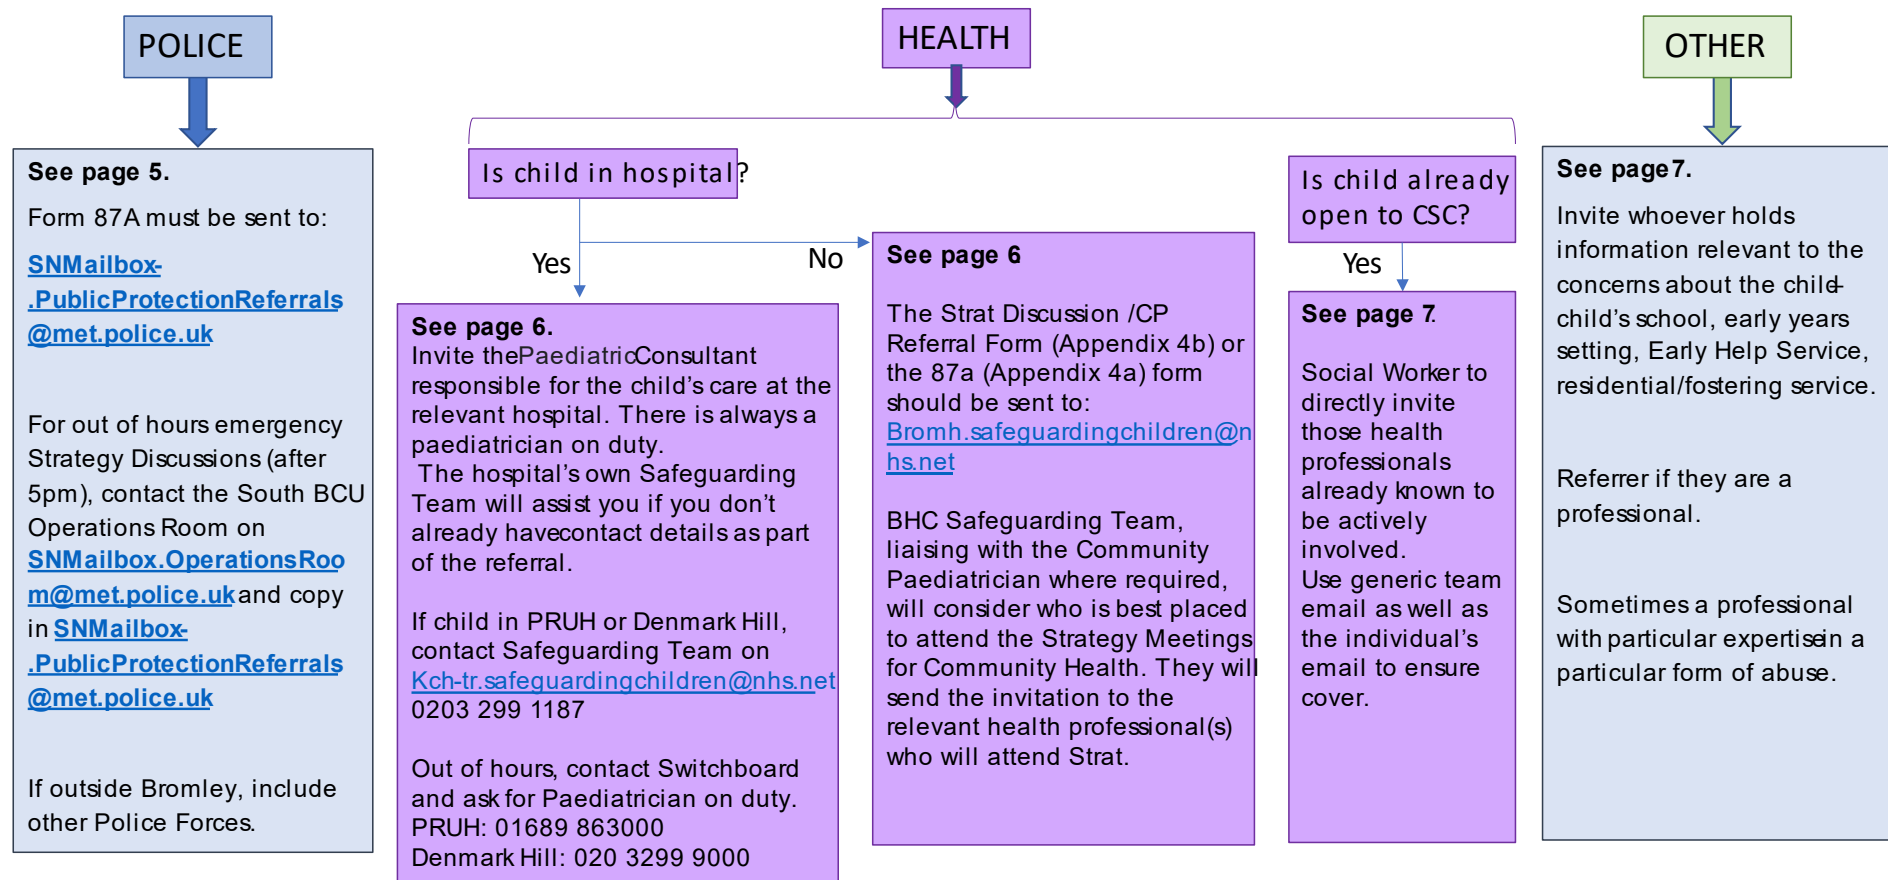 POLICE
See page 5.
Form 87A must be sent to:
SNMailbox-
.PublicProtectionReferrals
@met.police.uk
For out of hours emergency
Strategy Discussions (after
5pm), contact the South BCU
Operations Room on
SNMailbox.OperationsRoo
m@met.police.uk and copy
in SNMailbox-
.PublicProtectionReferrals
@met.police.uk
If outside Bromley, include
other Police Forces.
HEALTH
Is child in hospital?
Yes
No
See page 6.
Invite thePaediatricConsultant
responsible for the child's care at the
relevant hospital. There is always a
paediatrician on duty.
The hospital's own Safeguarding
Team will assist you if you don't
already havecontact details as part
of the referral.
If child in PRUH or Denmark Hill,
contact Safeguarding Team on
Kch-tr.safeguardingchildren@nhs.net
0203 299 1187
Out of hours, contact Switchboard
and ask for Paediatrician on duty.
PRUH: 01689 863000
Denmark Hill: 020 3299 9000
See page 6
The Strat Discussion /CP
Referral Form (Appendix 4b) or
the 87a (Appendix 4a) form
should be sent to:
Bromh.safeguardingchildren@n
hs.net
BHC Safeguarding Team,
liaising with the Community
Paediatrician where required,
will consider who is best placed
to attend the Strategy Meetings
for Community Health. They will
send the invitation to the
relevant health professional(s)
who will attend Strat.
Is child already
open to CSC?
Yes
See page 7.
Social Worker to
directly invite
those health
professionals
already known to
be actively
involved.
Use generic team
email as well as
the individual's
email to ensure
cover.
OTHER
See page7.
Invite whoever holds
information relevant to the
concerns about the child–
child's school, early years
setting, Early Help Service,
residential/fostering service.
Referrer if they are a
professional.
Sometimes a professional
with particular expertisein a
particular form of abuse.